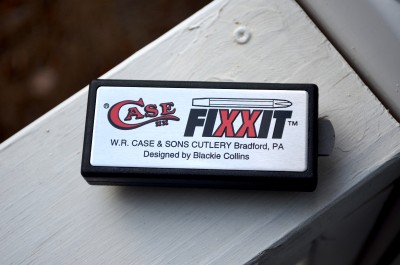 ® CASE XX FIXXIT™
W.R. CASE & SONS CUTLERY Bradford, PA
Designed by Blackie Collins